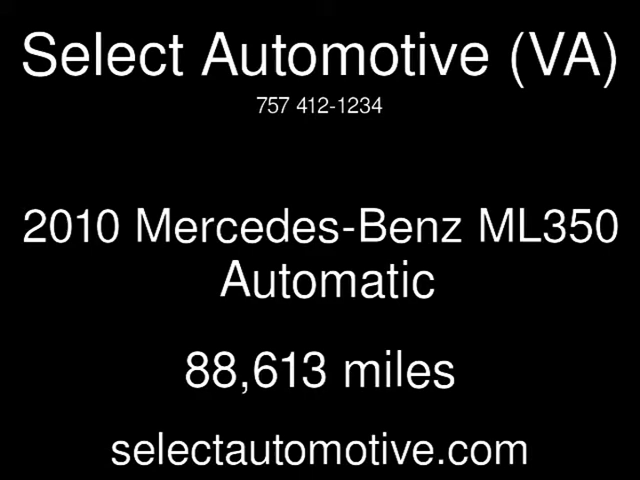 Select Automotive (VA)
757 412-1234
2010 Mercedes-Benz ML350
Automatic
88,613 miles
selectautomotive.com